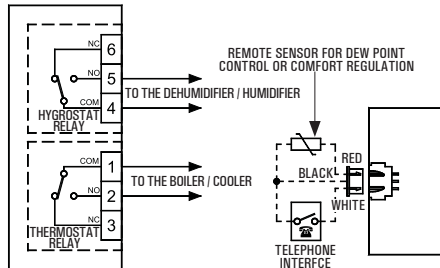 NC
6
NO
5
COM
4
HYGROSTAT
RELAY
TO THE DEHUMIDIFIER / HUMIDIFIER
COM
1
NO
2
NC
3
THERMOSTAT
RELAY
TO THE BOILER / COOLER
REMOTE SENSOR FOR DEW POINT
CONTROL OR COMFORT REGULATION
RED
BLACK
WHITE
TELEPHONE
INTERFCE